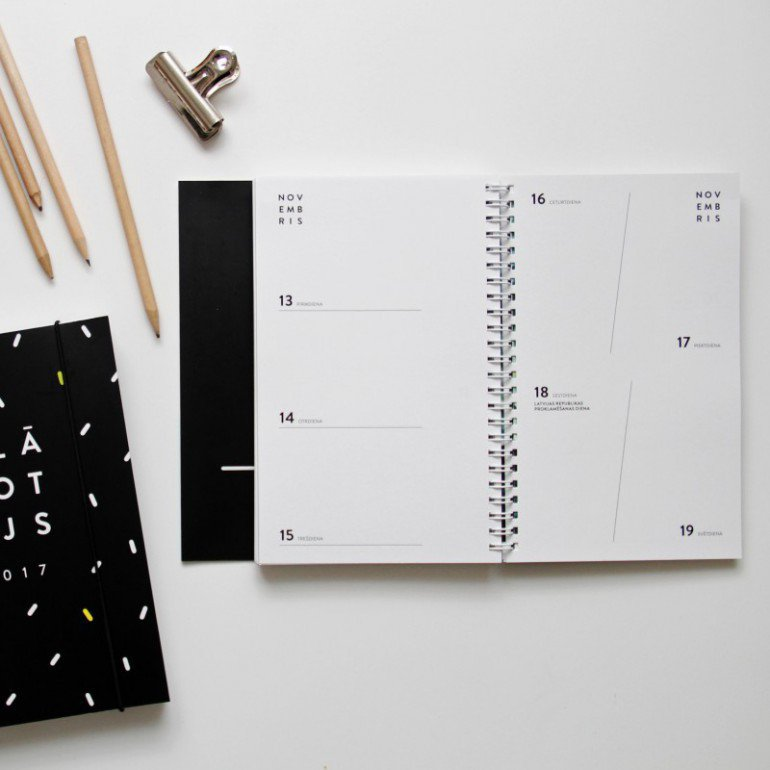 NOV
EMB
RIS
13 PIRMDIENA
14 OTRDIENA
15 TREŠDIENA
16 CETURTDIENA
NOV
EMB
RIS
17 PIEKTDIENA
18 SESTDIENA
LATVIJAS REPUBLIKAS
PROKLAMĒŠANAS DIENA
19 SVĒTDIENA
LĀ
OT
JS
2017